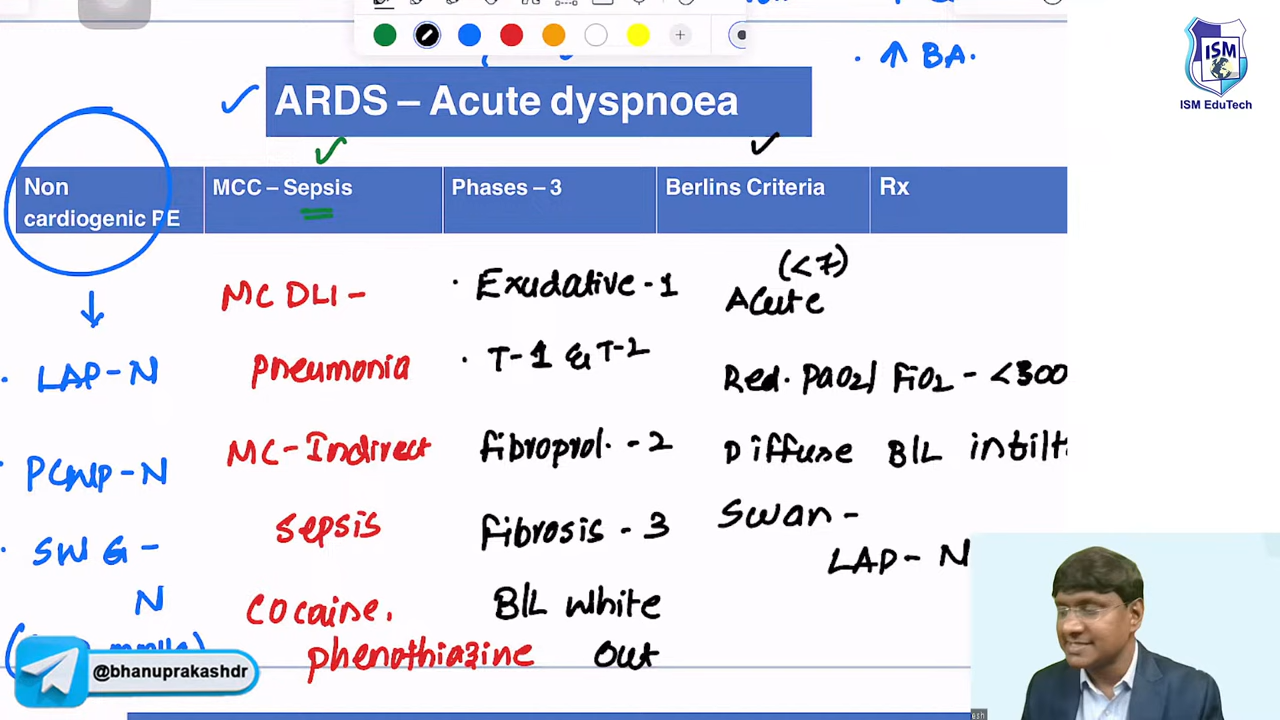 · ↑ BA.
ISM
ISM EduTech
ARDS – Acute dyspnoea
Non cardiogenic PE
MCC – Sepsis
Phases – 3
Berlins Criteria
Rx
LAP-N
PCWP-N
SWG-
N
MC DLI -
Pneumonia
MC-Indirect
Sepsis
Cocaine.
phenothiazine
· Exudative-1
· T-1 & T-2
Fibroprol. -2
Fibrosis - 3
B/L white
out
(<7)
Acute
Red. PaO2/ FiO2 - <300
Diffuse B/L infilt
Swan -
LAP- N
@bhanuprakashdr